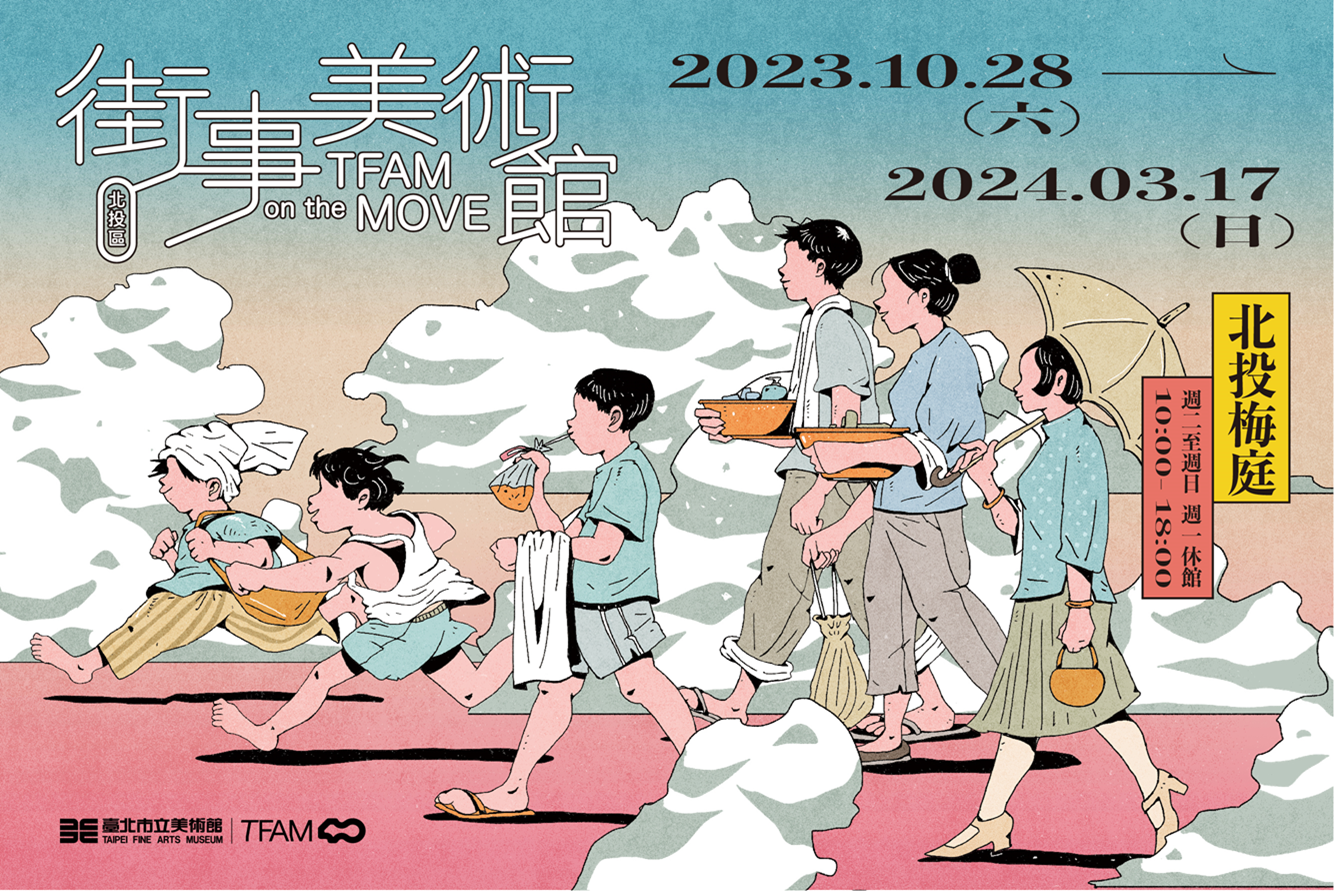 街事美術館
TFAM
on the MOVE
北投區
2023.10.28
（六）
2024.03.17
（日）
北投梅庭
週二至週日 週一休館
10:00– 18:00
臺北市立美術館
TAIPEI FINE ARTS MUSEUM
TFAM